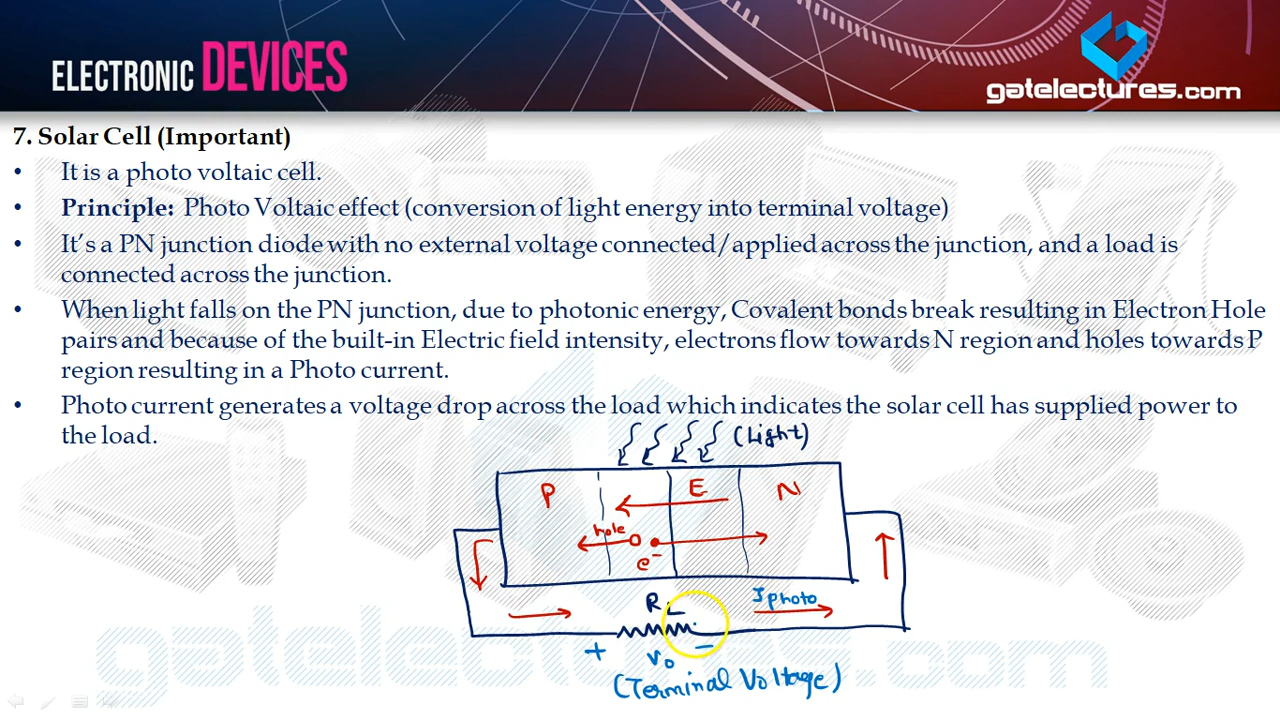 ELECTRONIC DEVICES
gatelectures.com
7. Solar Cell (Important)
• It is a photo voltaic cell.
• Principle: Photo Voltaic effect (conversion of light energy into terminal voltage)
• It's a PN junction diode with no external voltage connected/applied across the junction, and a load is
connected across the junction.
• When light falls on the PN junction, due to photonic energy, Covalent bonds break resulting in Electron Hole
pairs and because of the built-in Electric field intensity, electrons flow towards N region and holes towards P
region resulting in a Photo current.
• Photo current generates a voltage drop across the load which indicates the solar cell has supplied power to
the load.
(Light)
P E N
hole
e⁻
RL I photo
+ Vo −
(Terminal Voltage)
gatelectures.com